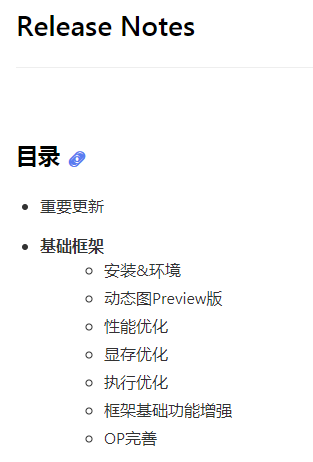 Release Notes
目录
重要更新
基础框架
安装&环境
动态图Preview版
性能优化
显存优化
执行优化
框架基础功能增强
OP完善